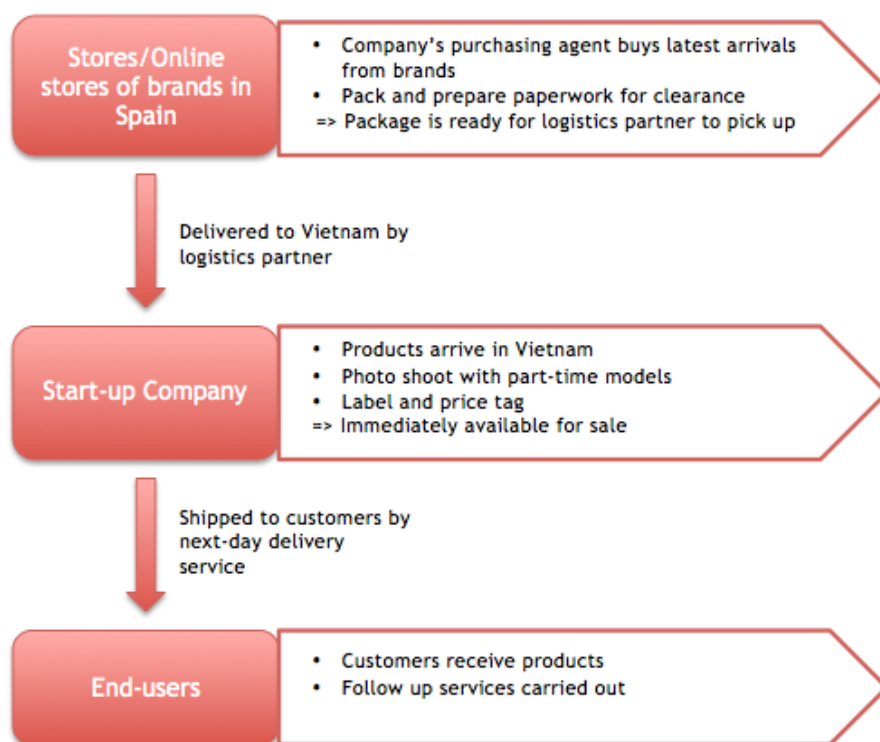 Stores/Online
stores of brands in
Spain
• Company's purchasing agent buys latest arrivals
from brands
• Pack and prepare paperwork for clearance
=> Package is ready for logistics partner to pick up
Delivered to Vietnam by
logistics partner
Start-up Company
• Products arrive in Vietnam
• Photo shoot with part-time models
• Label and price tag
=> Immediately available for sale
Shipped to customers by
next-day delivery
service
End-users
• Customers receive products
• Follow up services carried out